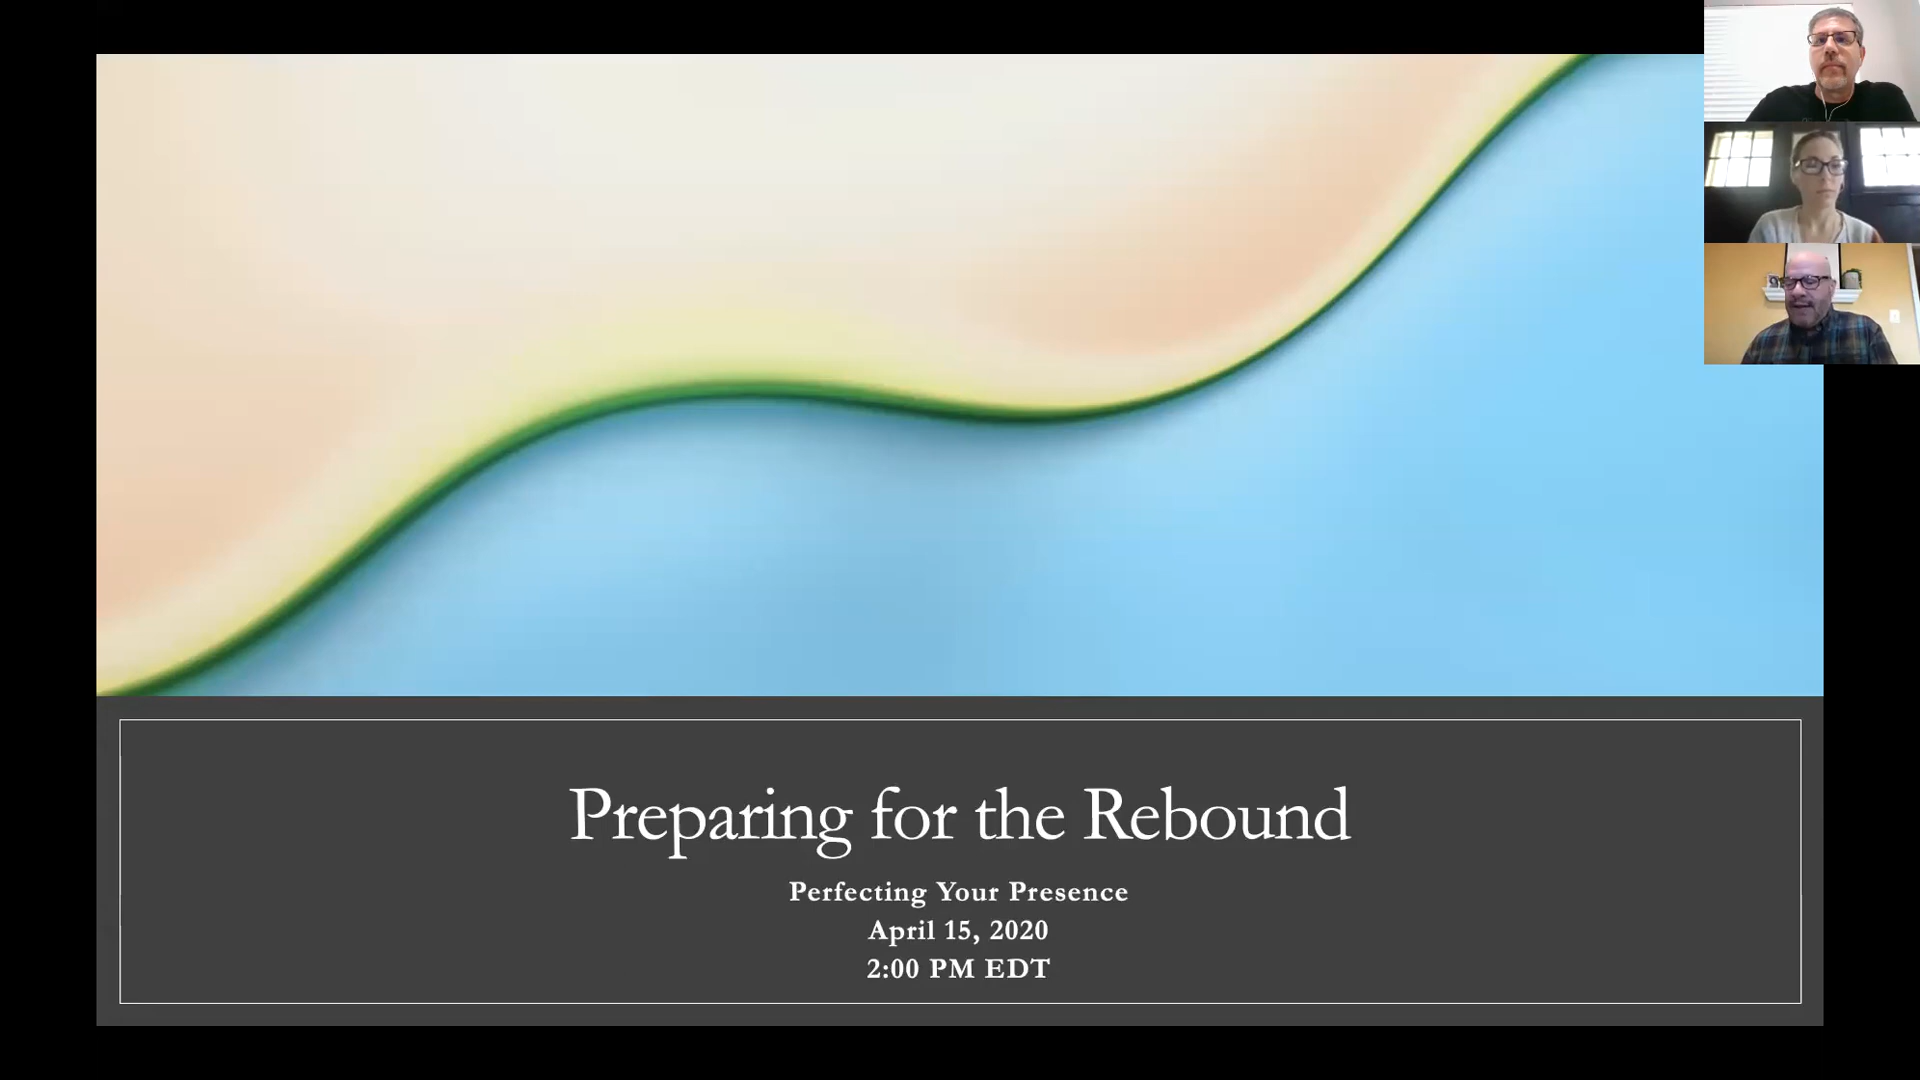 Preparing for the Rebound
Perfecting Your Presence
April 15, 2020
2:00 PM EDT